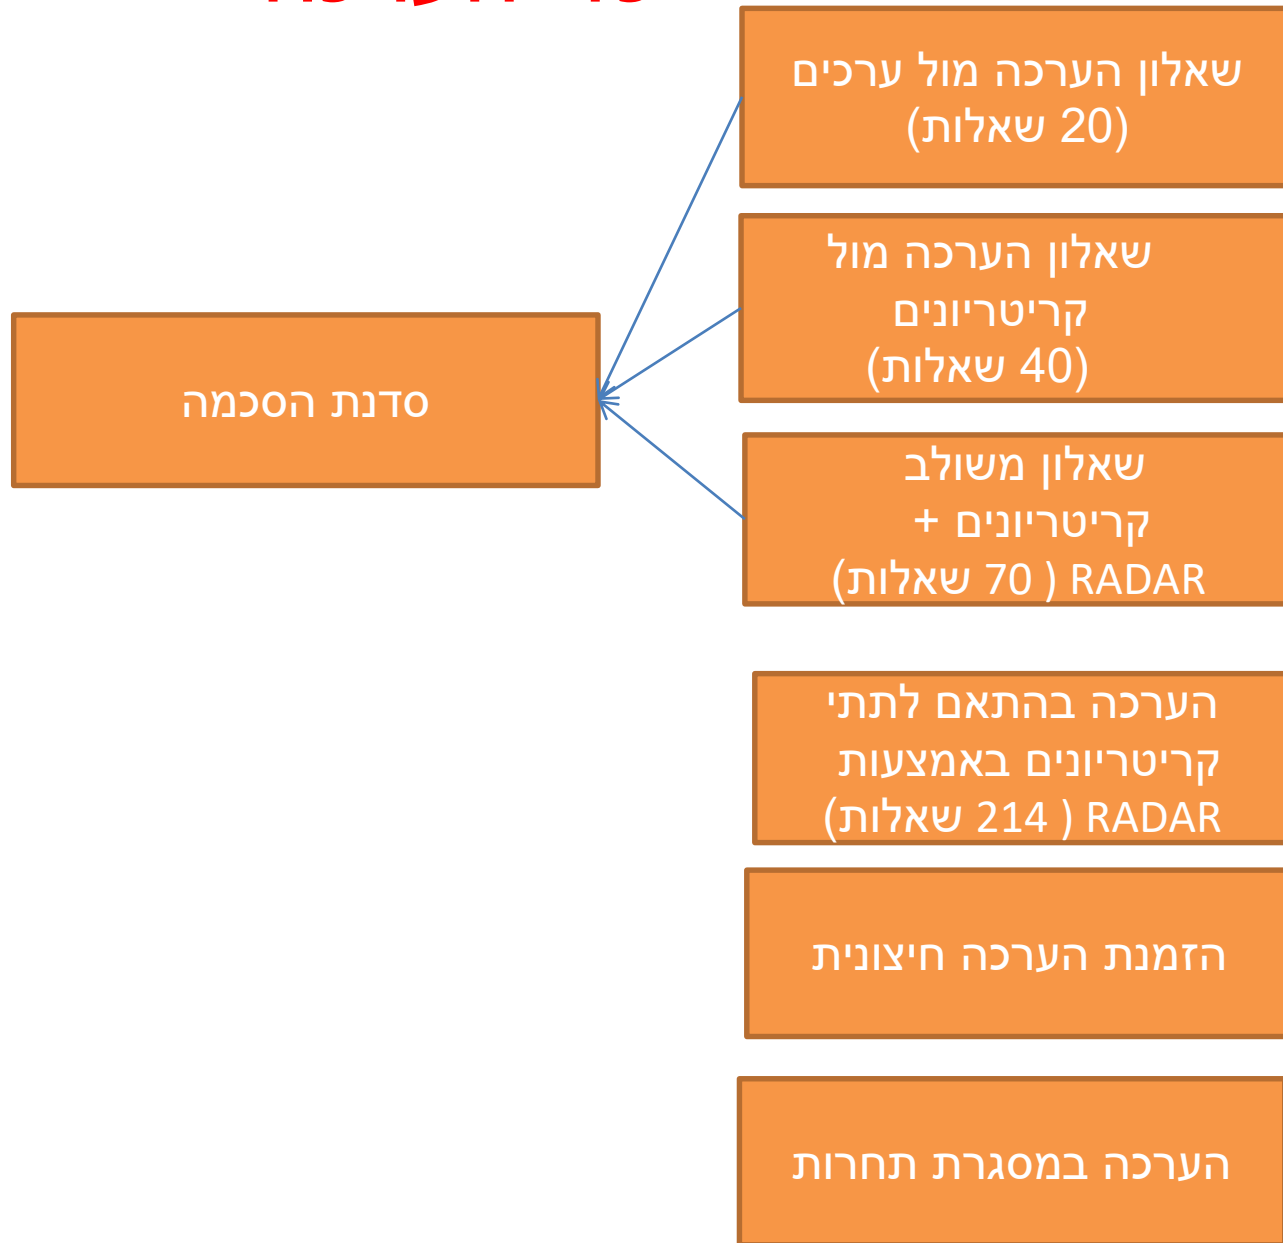 שאלון הערכה מול ערכים
(20 שאלות)
שאלון הערכה מול
קריטריונים
(40 שאלות)
סדנת הסכמה
שאלון משולב
קריטריונים +
RADAR ( 70 שאלות)
הערכה בהתאם לתתי
קריטריונים באמצעות
RADAR ( 214 שאלות)
הזמנת הערכה חיצונית
הערכה במסגרת תחרות